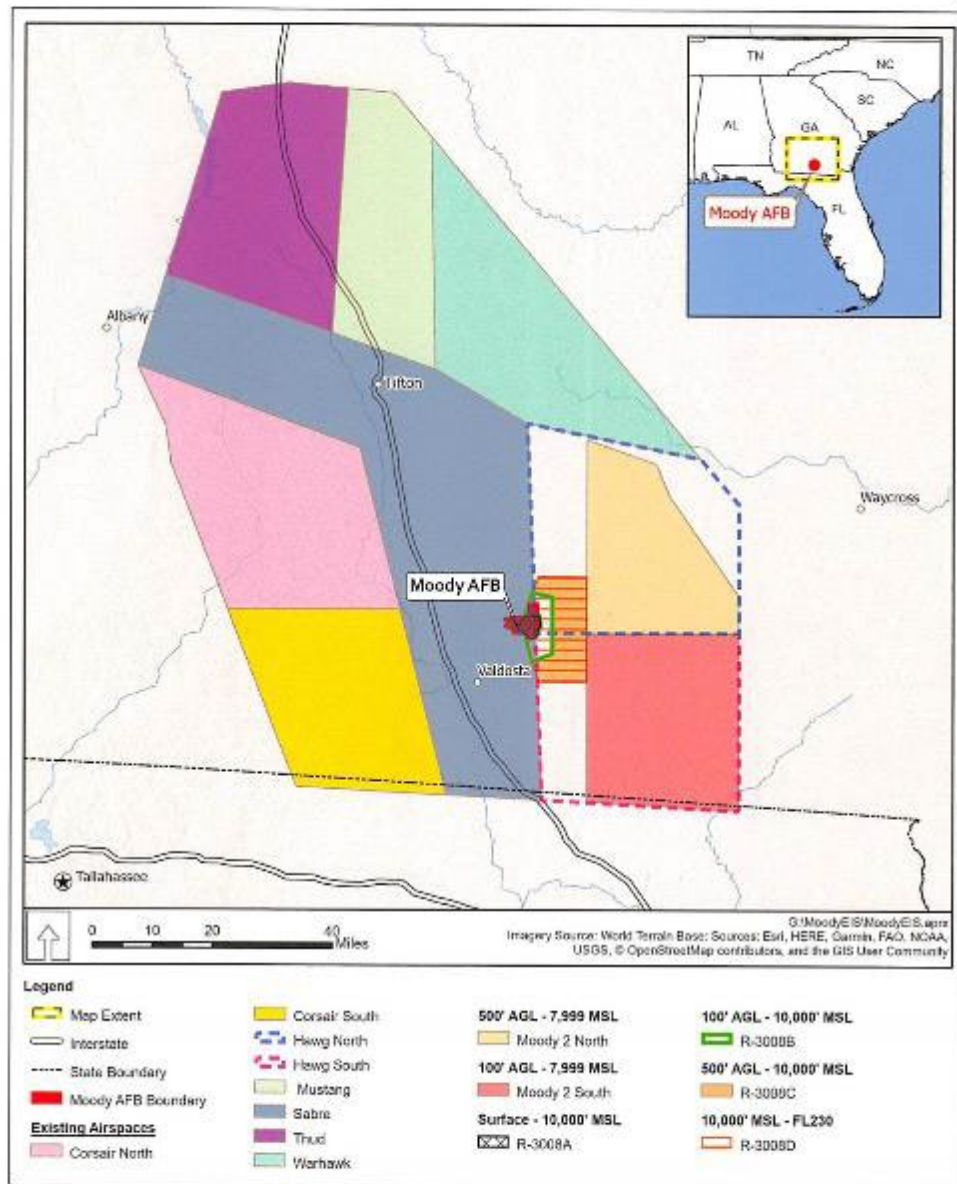 TN
NC
SC
AL
GA
Moody AFB
FL
Albany
Tifton
Waycross
Moody AFB
Valdosta
Tallahassee
0 20 40
Miles
G:\MoodyEIS\MoodyEIS.aprx
Imagery Source: World Terrain Base: Sources: Esri, HERE, Garmin, FAO, NOAA,
USGS, © OpenStreetMap contributors, and the GIS User Community
Legend
Map Extent
Interstate
State Boundary
Moody AFB Boundary
Existing Airspaces
Corsair North
Corsair South
Hawg North
Hawg South
Mustang
Sabre
Thud
Warhawk
500' AGL - 7,999 MSL
Moody 2 North
100' AGL - 7,999 MSL
Moody 2 South
Surface - 10,000' MSL
R-3008A
100' AGL - 10,000' MSL
R-3008B
500' AGL - 10,000' MSL
R-3008C
10,000' MSL - FL230
R-3008D